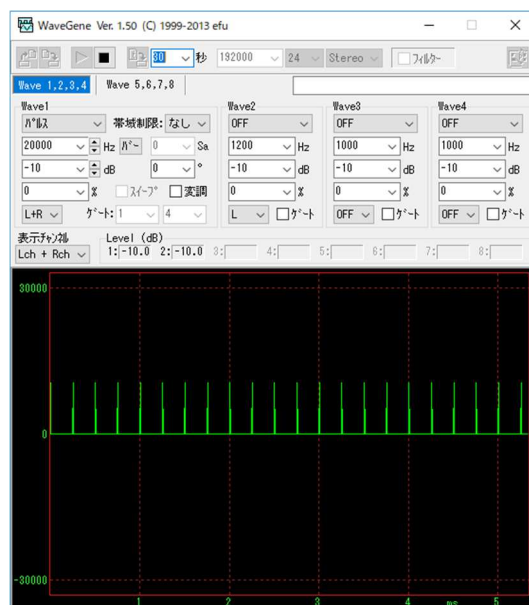 WaveGene Ver. 1.50 (C) 1999-2013 efu
30 秒 192000 24 Stereo フィルター
Wave 1,2,3,4 Wave 5,6,7,8
Wave1 Wave2 Wave3 Wave4
パルス 帯域制限: なし OFF OFF OFF
20000 Hz バー 0 Sa 1200 Hz 1000 Hz 1000 Hz
-10 dB 0 ° -10 dB -10 dB -10 dB
0 % スイープ 変調 0 % 0 % 0 %
L+R ゲート: 1 4 L ゲート OFF ゲート OFF ゲート
表示チャンネル Level (dB)
Lch + Rch 1: -10.0 2: -10.0 3: 4: 5: 6: 7: 8:
30000
0
-30000
1 2 3 4 ms 5